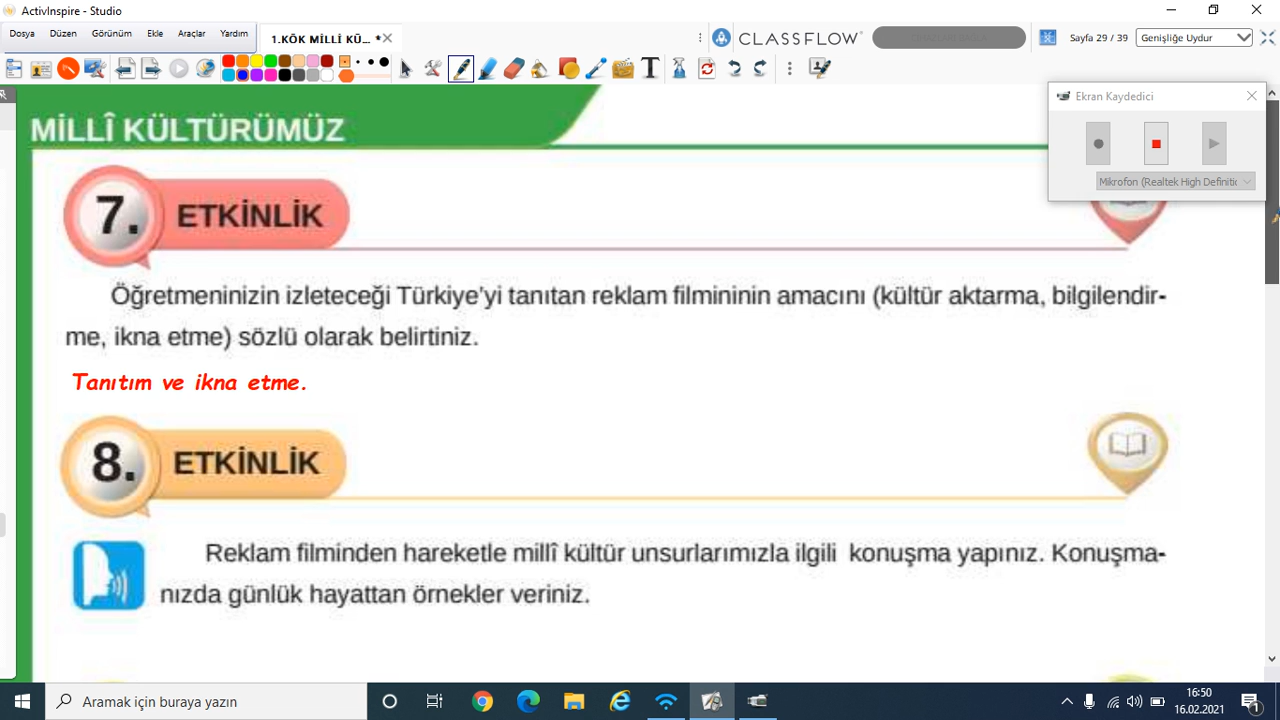 ActivInspire - Studio
Dosya Düzen Görünüm Ekle Araçlar Yardım
1.KÖK MİLLÎ KÜ... *
CLASSFLOW
Sayfa 29 / 39
Genişliğe Uydur
Ekran Kaydedici
Mikrofon (Realtek High Definitic
MİLLÎ KÜLTÜRÜMÜZ
7. ETKİNLİK
Öğretmeninizin izleteceği Türkiye'yi tanıtan reklam filmininin amacını (kültür aktarma, bilgilendir-
me, ikna etme) sözlü olarak belirtiniz.
Tanıtım ve ikna etme.
8. ETKİNLİK
Reklam filminden hareketle millî kültür unsurlarımızla ilgili konuşma yapınız. Konuşma-
nızda günlük hayattan örnekler veriniz.
Aramak için buraya yazın
16:50
16.02.2021
1